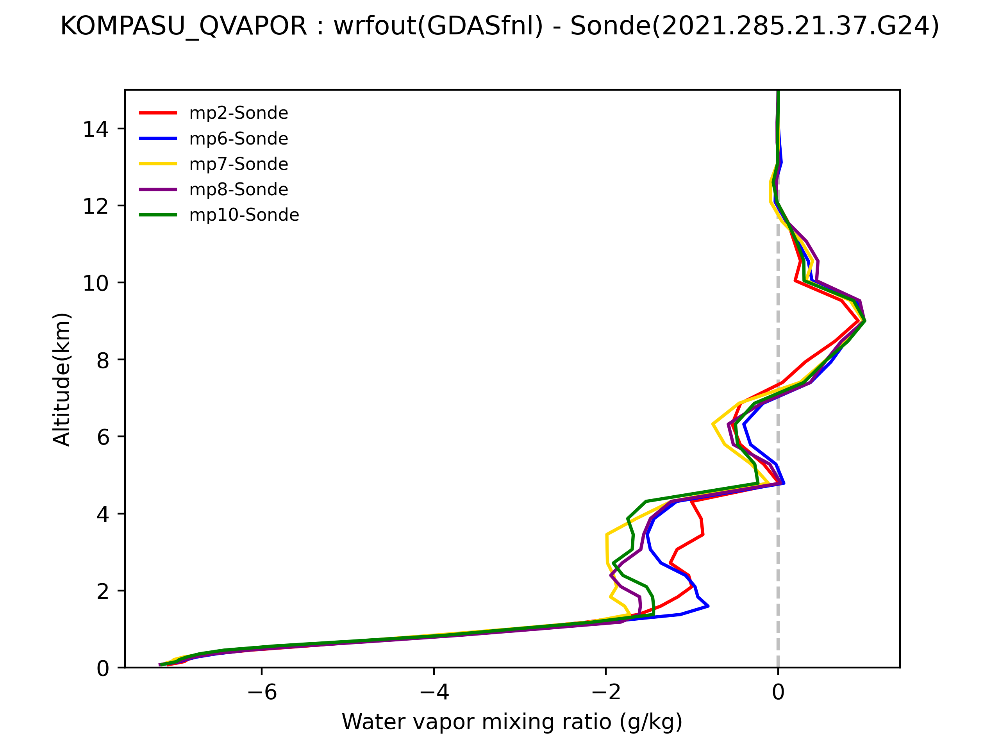 KOMPASU_QVAPOR : wrfout(GDASfnl) - Sonde(2021.285.21.37.G24)
mp2-Sonde
mp6-Sonde
mp7-Sonde
mp8-Sonde
mp10-Sonde
14
12
10
8
6
4
2
0
Altitude(km)
−6 −4 −2 0
Water vapor mixing ratio (g/kg)